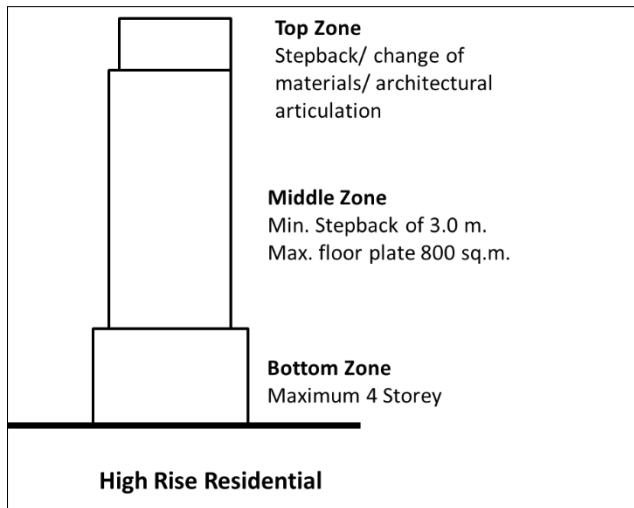 Top Zone
Stepback/ change of
materials/ architectural
articulation
Middle Zone
Min. Stepback of 3.0 m.
Max. floor plate 800 sq.m.
Bottom Zone
Maximum 4 Storey
High Rise Residential